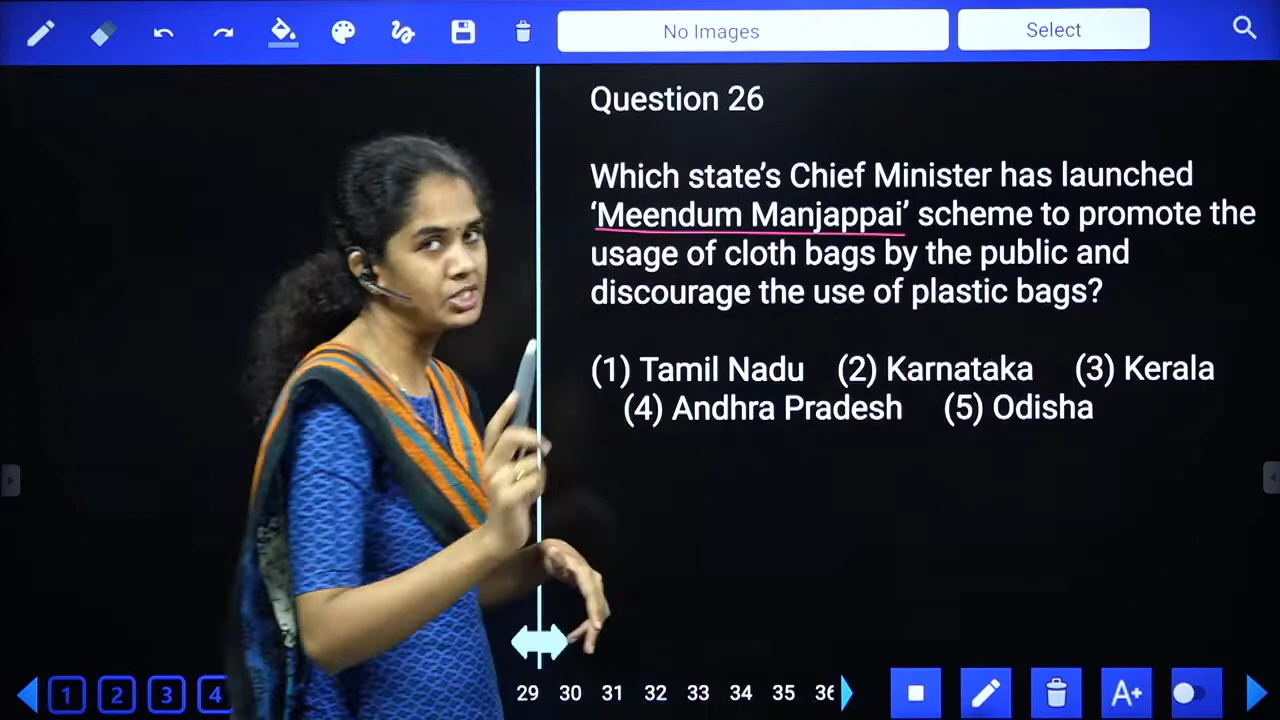 No Images
Select
Question 26
Which state's Chief Minister has launched
‘Meendum Manjappai’ scheme to promote the
usage of cloth bags by the public and
discourage the use of plastic bags?
(1) Tamil Nadu (2) Karnataka (3) Kerala
(4) Andhra Pradesh (5) Odisha
1 2 3 4 29 30 31 32 33 34 35 36
A+